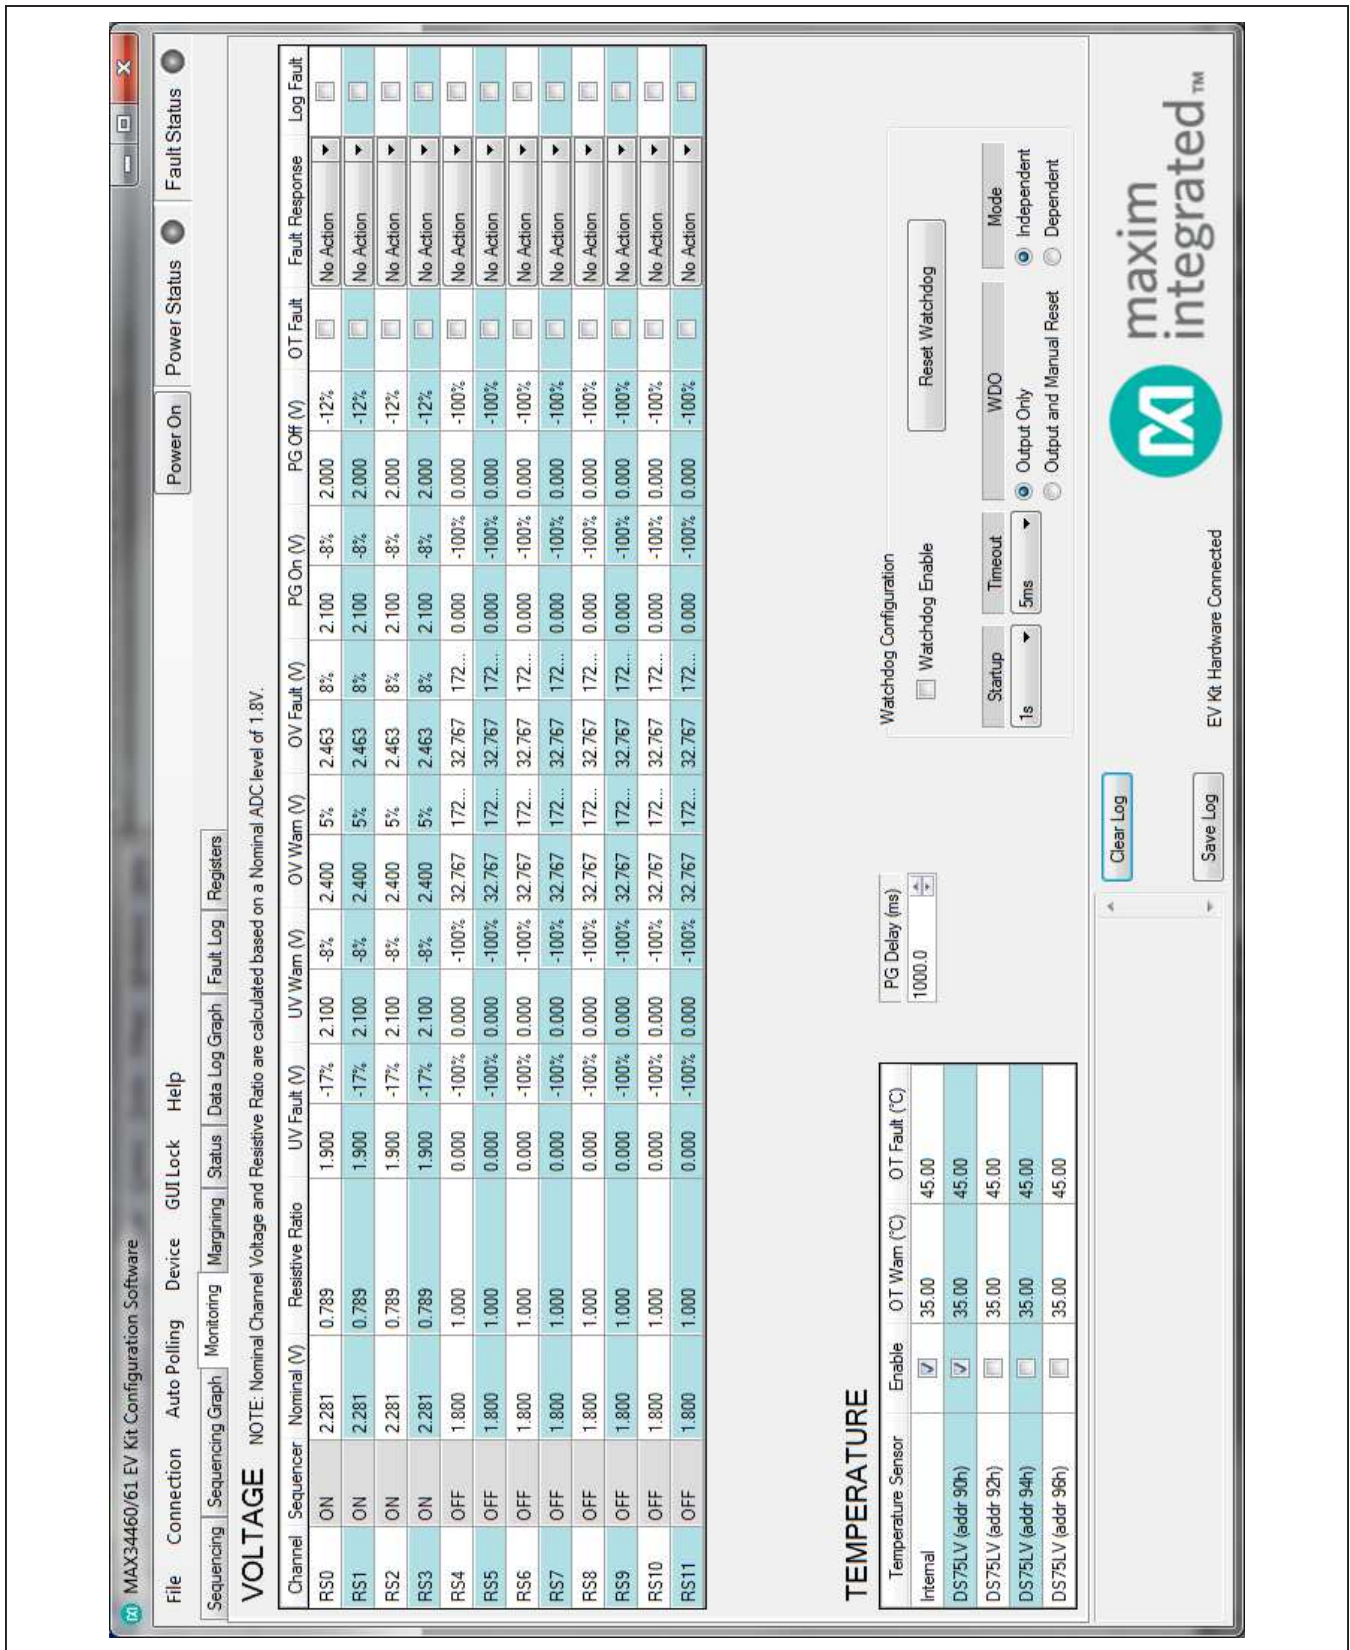 MAX34460/61 EV Kit Configuration Software
File Connection Auto Polling Device GUI Lock Help Power On Power Status Fault Status
Sequencing Sequencing Graph Monitoring Margining Status Data Log Graph Fault Log Registers
VOLTAGE NOTE: Nominal Channel Voltage and Resistive Ratio are calculated based on a Nominal ADC level of 1.8V.
Channel Sequencer Nominal (V) Resistive Ratio UV Fault (V) UV Warn (V) OV Warn (V) OV Fault (V) PG On (V) PG Off (V) OT Fault Fault Response Log Fault
RS0 ON 2.281 0.789 1.900 -17% 2.100 -8% 2.400 5% 2.463 8% 2.100 -8% 2.000 -12% No Action
RS1 ON 2.281 0.789 1.900 -17% 2.100 -8% 2.400 5% 2.463 8% 2.100 -8% 2.000 -12% No Action
RS2 ON 2.281 0.789 1.900 -17% 2.100 -8% 2.400 5% 2.463 8% 2.100 -8% 2.000 -12% No Action
RS3 ON 2.281 0.789 1.900 -17% 2.100 -8% 2.400 5% 2.463 8% 2.100 -8% 2.000 -12% No Action
RS4 OFF 1.800 1.000 0.000 -100% 0.000 -100% 32.767 172... 32.767 172... 0.000 -100% 0.000 -100% No Action
RS5 OFF 1.800 1.000 0.000 -100% 0.000 -100% 32.767 172... 32.767 172... 0.000 -100% 0.000 -100% No Action
RS6 OFF 1.800 1.000 0.000 -100% 0.000 -100% 32.767 172... 32.767 172... 0.000 -100% 0.000 -100% No Action
RS7 OFF 1.800 1.000 0.000 -100% 0.000 -100% 32.767 172... 32.767 172... 0.000 -100% 0.000 -100% No Action
RS8 OFF 1.800 1.000 0.000 -100% 0.000 -100% 32.767 172... 32.767 172... 0.000 -100% 0.000 -100% No Action
RS9 OFF 1.800 1.000 0.000 -100% 0.000 -100% 32.767 172... 32.767 172... 0.000 -100% 0.000 -100% No Action
RS10 OFF 1.800 1.000 0.000 -100% 0.000 -100% 32.767 172... 32.767 172... 0.000 -100% 0.000 -100% No Action
RS11 OFF 1.800 1.000 0.000 -100% 0.000 -100% 32.767 172... 32.767 172... 0.000 -100% 0.000 -100% No Action
TEMPERATURE
Temperature Sensor Enable OT Warn (°C) OT Fault (°C)
Internal 35.00 45.00
DS75LV (addr 90h) 35.00 45.00
DS75LV (addr 92h) 35.00 45.00
DS75LV (addr 94h) 35.00 45.00
DS75LV (addr 96h) 35.00 45.00
PG Delay (ms)
1000.0
Watchdog Configuration
Watchdog Enable Reset Watchdog
Startup Timeout WDO Mode
1s 5ms Output Only Independent
Output and Manual Reset Dependent
Clear Log
Save Log
EV Kit Hardware Connected
maxim
integrated™